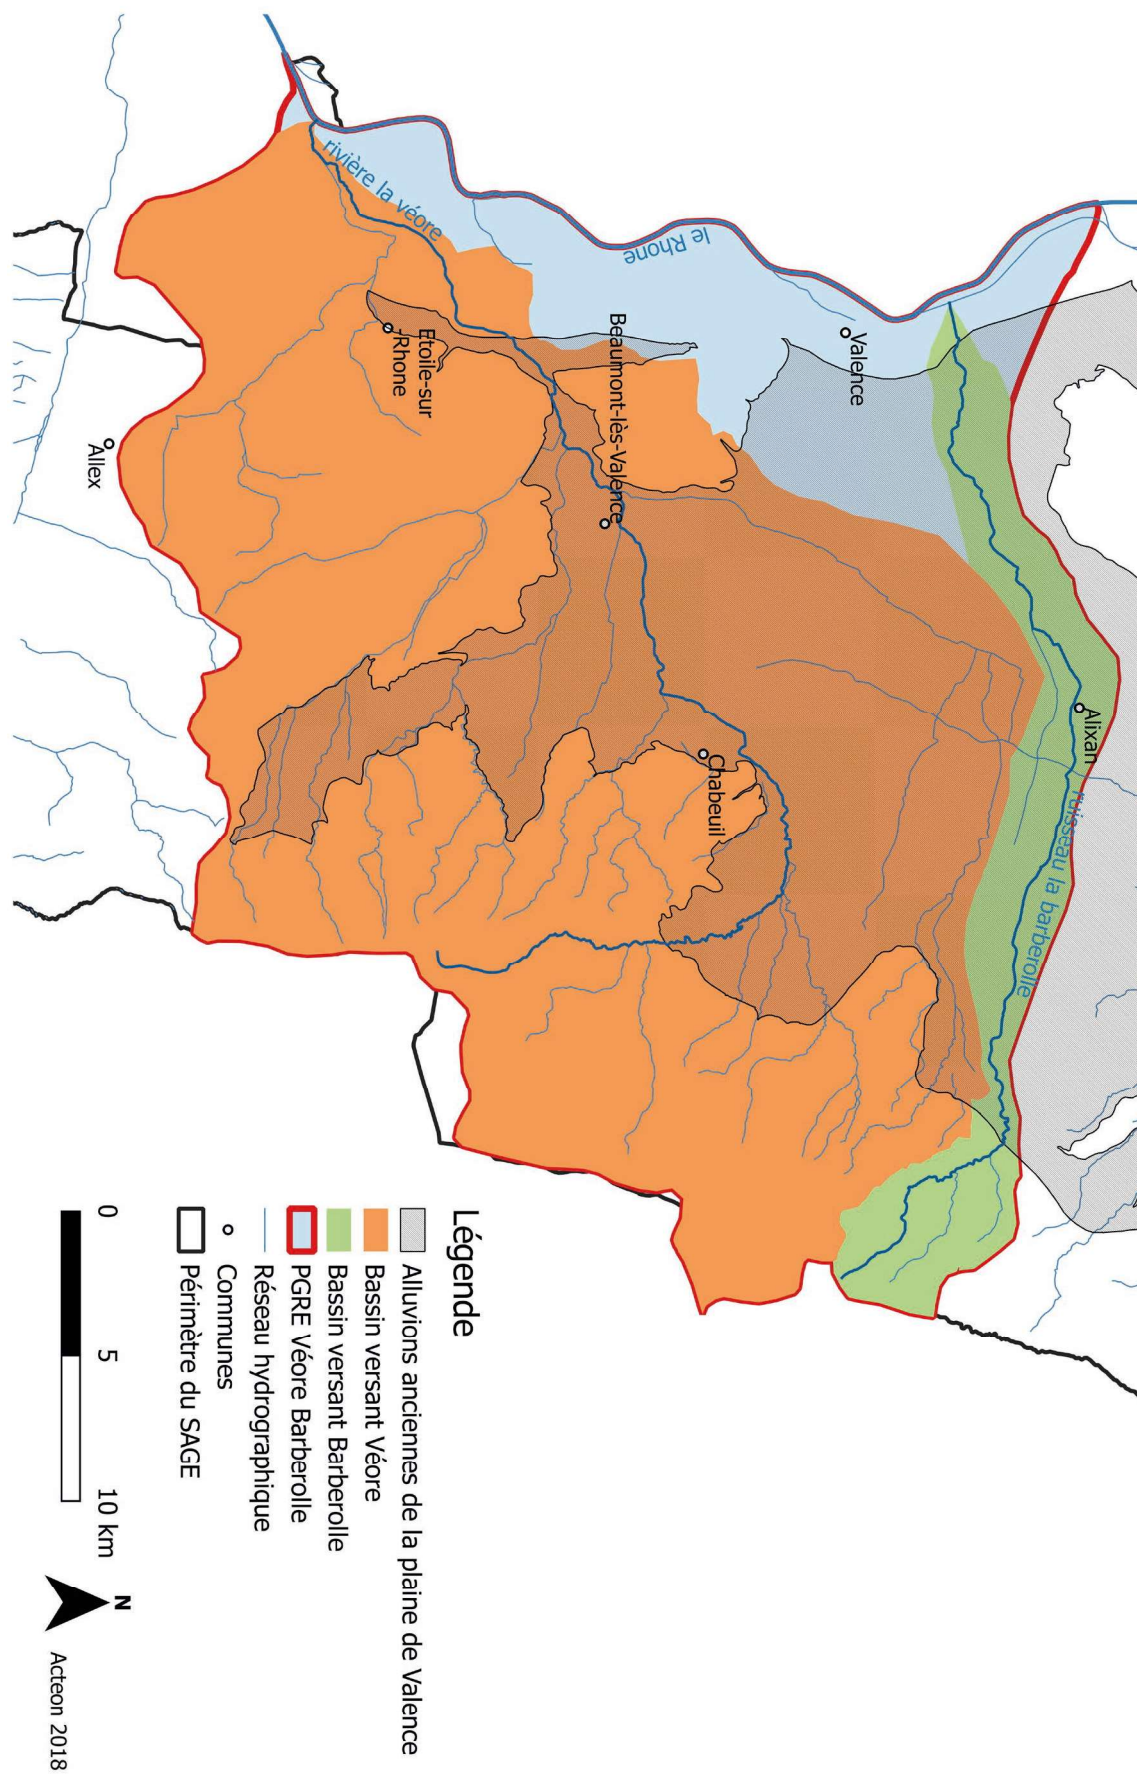 Alixan
ruisseau la barberolle
Valence
le Rhone
Chabeuil
Beaumont-lès-Valence
rivière la véore
Etoile-sur
-Rhone
Allex
Légende
Alluvions anciennes de la plaine de Valence
Bassin versant Véore
Bassin versant Barberolle
PGRE Véore Barberolle
Réseau hydrographique
Communes
Périmètre du SAGE
0 5 10 km
N
Acteon 2018